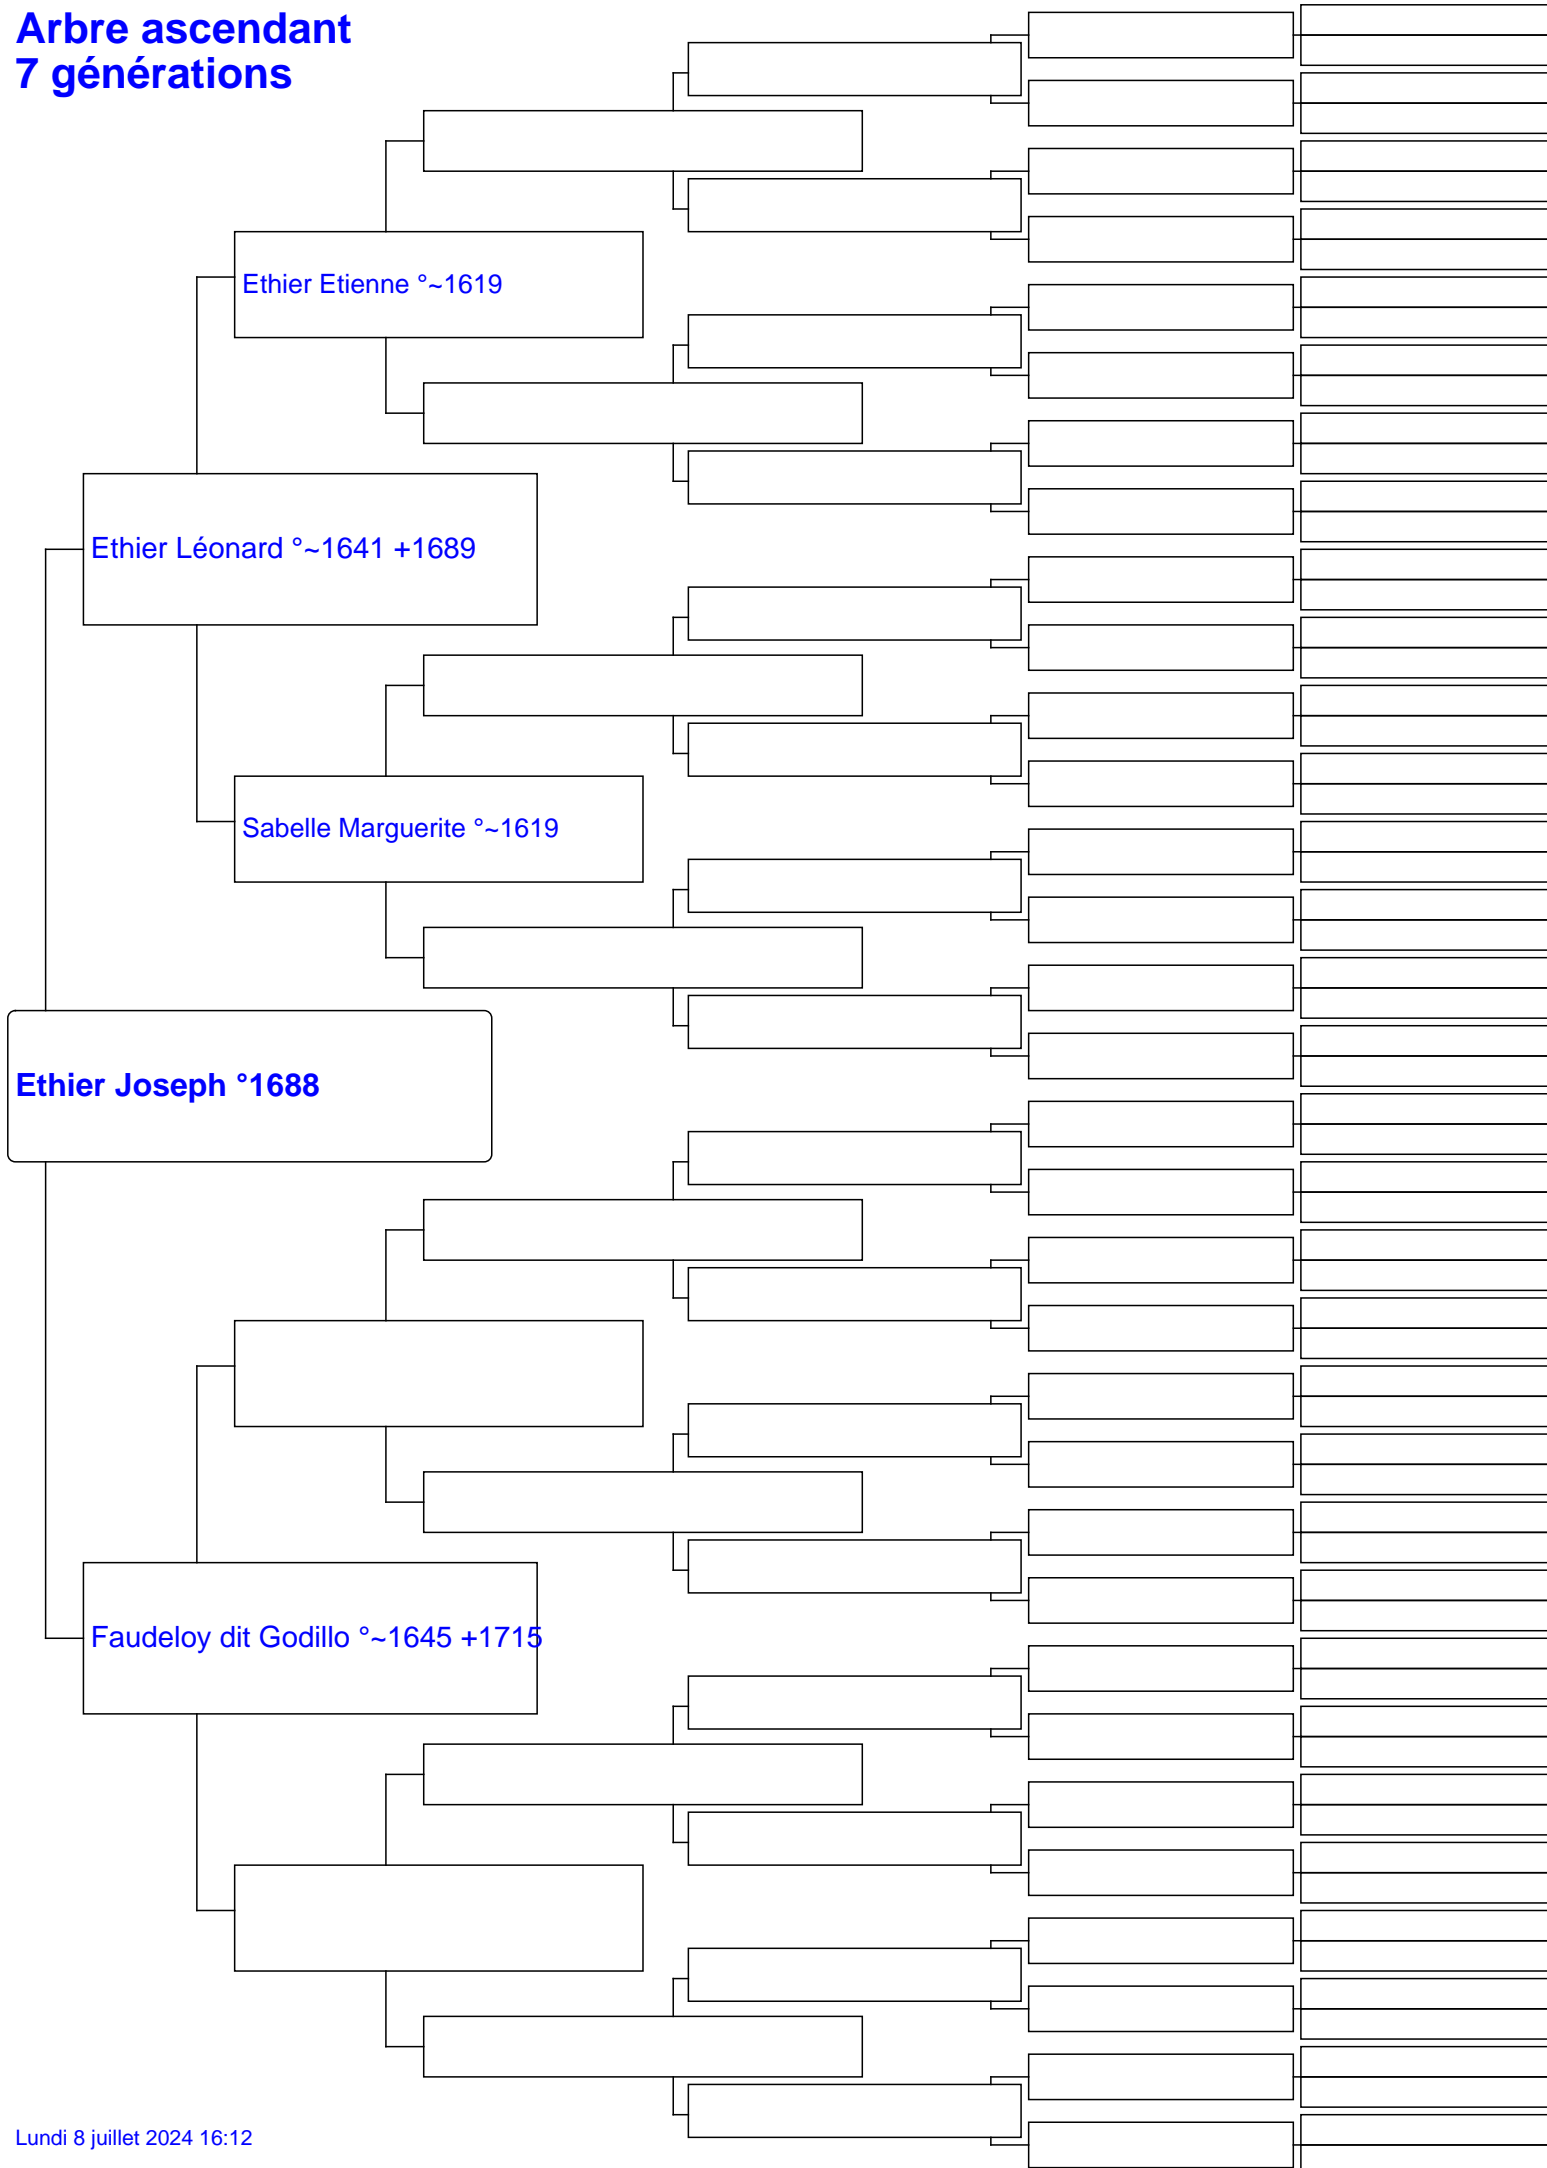 Arbre ascendant
7 générations
Ethier Etienne °~1619
Ethier Léonard °~1641 +1689
Sabelle Marguerite °~1619
Ethier Joseph °1688
Faudeloy dit Godillo °~1645 +1715
Lundi 8 juillet 2024 16:12